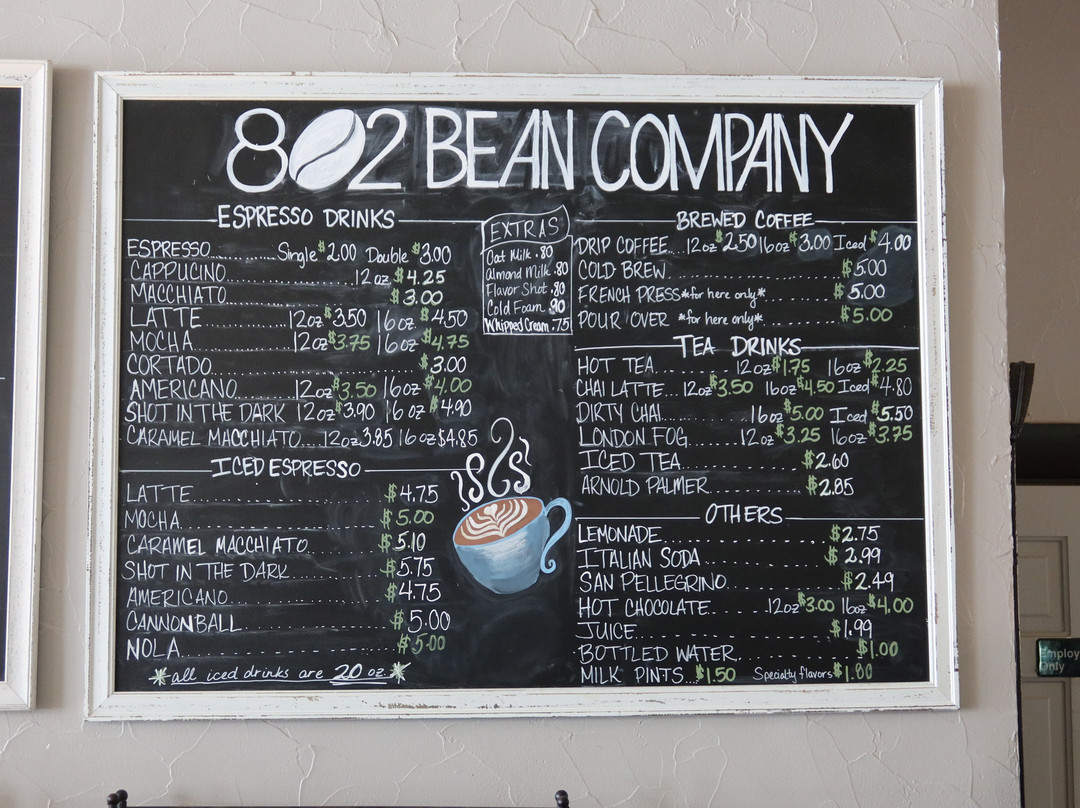 802 BEAN COMPANY
ESPRESSO DRINKS
ESPRESSO.......... Single $2.00 Double $3.00
CAPPUCINO.................... 12oz $4.25
MACCHIATO.................... $3.00
LATTE............ 12oz $3.50 16oz $4.50
MOCHA............ 12oz $3.75 16oz $4.75
CORTADO.................... $3.00
AMERICANO........ 12oz $3.50 16oz $4.00
SHOT IN THE DARK 12oz $3.90 16oz $4.90
CARAMEL MACCHIATO.... 12oz 3.85 16oz $4.85
ICED ESPRESSO
LATTE.................... $4.75
MOCHA.................... $5.00
CARAMEL MACCHIATO.......... $5.10
SHOT IN THE DARK.......... $5.75
AMERICANO.................... $4.75
CANNONBALL.................... $5.00
NOLA.................... $5.00
*all iced drinks are 20 oz*
EXTRAS
Oat Milk .80
Almond Milk .80
Flavor Shot .80
Cold Foam .90
Whipped Cream .75
BREWED COFFEE
DRIP COFFEE...12oz $2.50 16oz $3.00 Iced $4.00
COLD BREW.................... $5.00
FRENCH PRESS *for here only*.......... $5.00
POUR OVER *for here only*.......... $5.00
TEA DRINKS
HOT TEA.......... 12oz $1.75 16oz $2.25
CHAI LATTE...12oz $3.50 16oz $4.50 Iced $4.80
DIRTY CHAI.......... 16oz $5.00 Iced $5.50
LONDON FOG....... 12oz $3.25 16oz $3.75
ICED TEA.................... $2.60
ARNOLD PALMER............. $2.85
OTHERS
LEMONADE.................... $2.75
ITALIAN SODA.................... $2.99
SAN PELLEGRINO............. $2.49
HOT CHOCOLATE...... 12oz $3.00 16oz $4.00
JUICE.................... $1.99
BOTTLED WATER............. $1.00
MILK PINTS...$1.50 Specialty flavors $1.80
Employ
Only